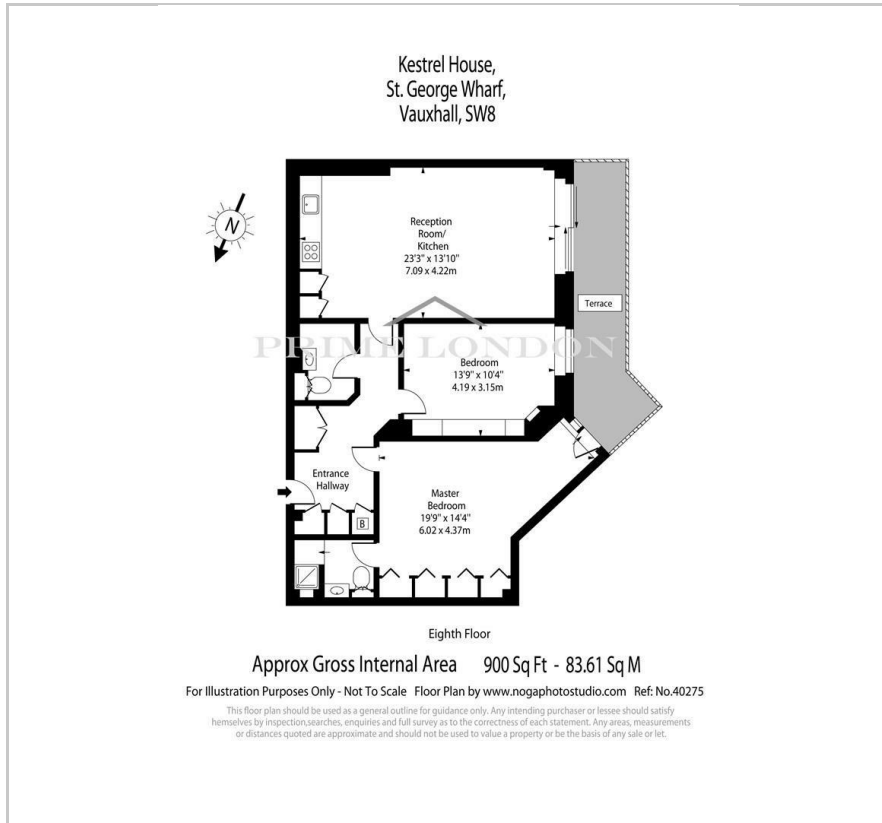 Kestrel House,
St. George Wharf,
Vauxhall, SW8
N
Reception
Room/
Kitchen
23'3" x 13'10"
7.09 x 4.22m
Terrace
PRIME LONDON
Bedroom
13'9" x 10'4"
4.19 x 3.15m
Entrance
Hallway
Master
Bedroom
19'9" x 14'4"
6.02 x 4.37m
B
Eighth Floor
Approx Gross Internal Area 900 Sq Ft - 83.61 Sq M
For Illustration Purposes Only - Not To Scale Floor Plan by www.nogaphotostudio.com Ref: No.40275
This floor plan should be used as a general outline for guidance only. Any intending purchaser or lessee should satisfy
themselves by inspection,searches, enquiries and full survey as to the correctness of each statement. Any areas, measurements
or distances quoted are approximate and should not be used to value a property or be the basis of any sale or let.